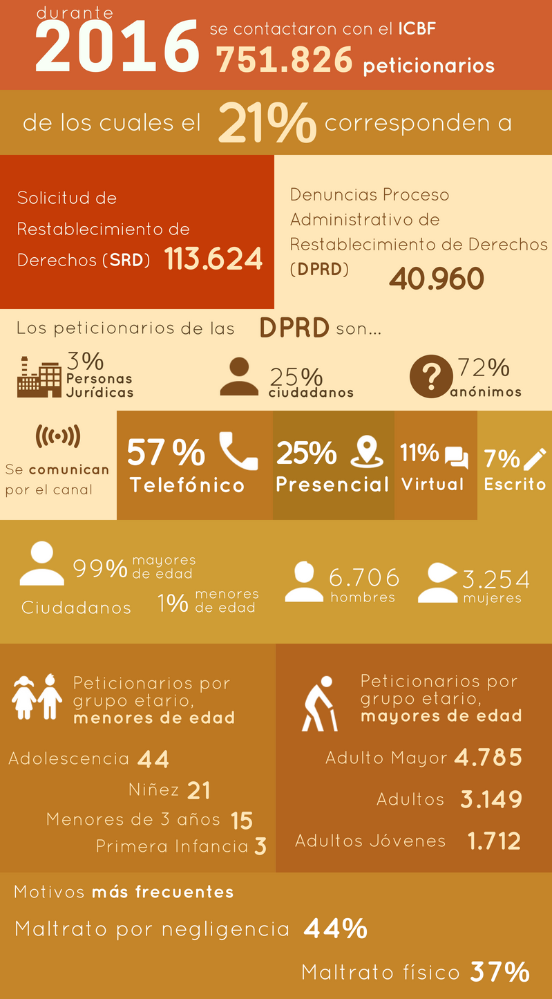 durante
2016 se contactaron con el ICBF
751.826 peticionarios
de los cuales el 21% corresponden a
Solicitud de
Restablecimiento de
Derechos (SRD) 113.624
Denuncias Proceso
Administrativo de
Restablecimiento de Derechos
(DPRD)
40.960
Los peticionarios de las DPRD son...
3%
Personas
Jurídicas
25%
ciudadanos
?
72%
anónimos
Se comunican
por el canal
57%
Telefónico
25%
Presencial
11%
Virtual
7%
Escrito
99% mayores
de edad
Ciudadanos
1% menores
de edad
6.706
hombres
3.254
mujeres
Peticionarios por
grupo etario,
menores de edad
Adolescencia 44
Niñez 21
Menores de 3 años 15
Primera Infancia 3
Peticionarios por
grupo etario,
mayores de edad
Adulto Mayor 4.785
Adultos 3.149
Adultos Jóvenes 1.712
Motivos más frecuentes
Maltrato por negligencia 44%
Maltrato físico 37%